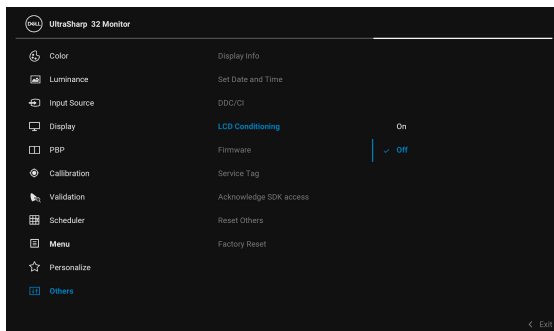 DELL UltraSharp 32 Monitor
Color Display Info
Luminance Set Date and Time
Input Source DDC/CI
Display LCD Conditioning On
PBP Firmware Off
Callibration Service Tag
Validation Acknowledge SDK access
Scheduler Reset Others
Menu Factory Reset
Personalize
Others
Exit